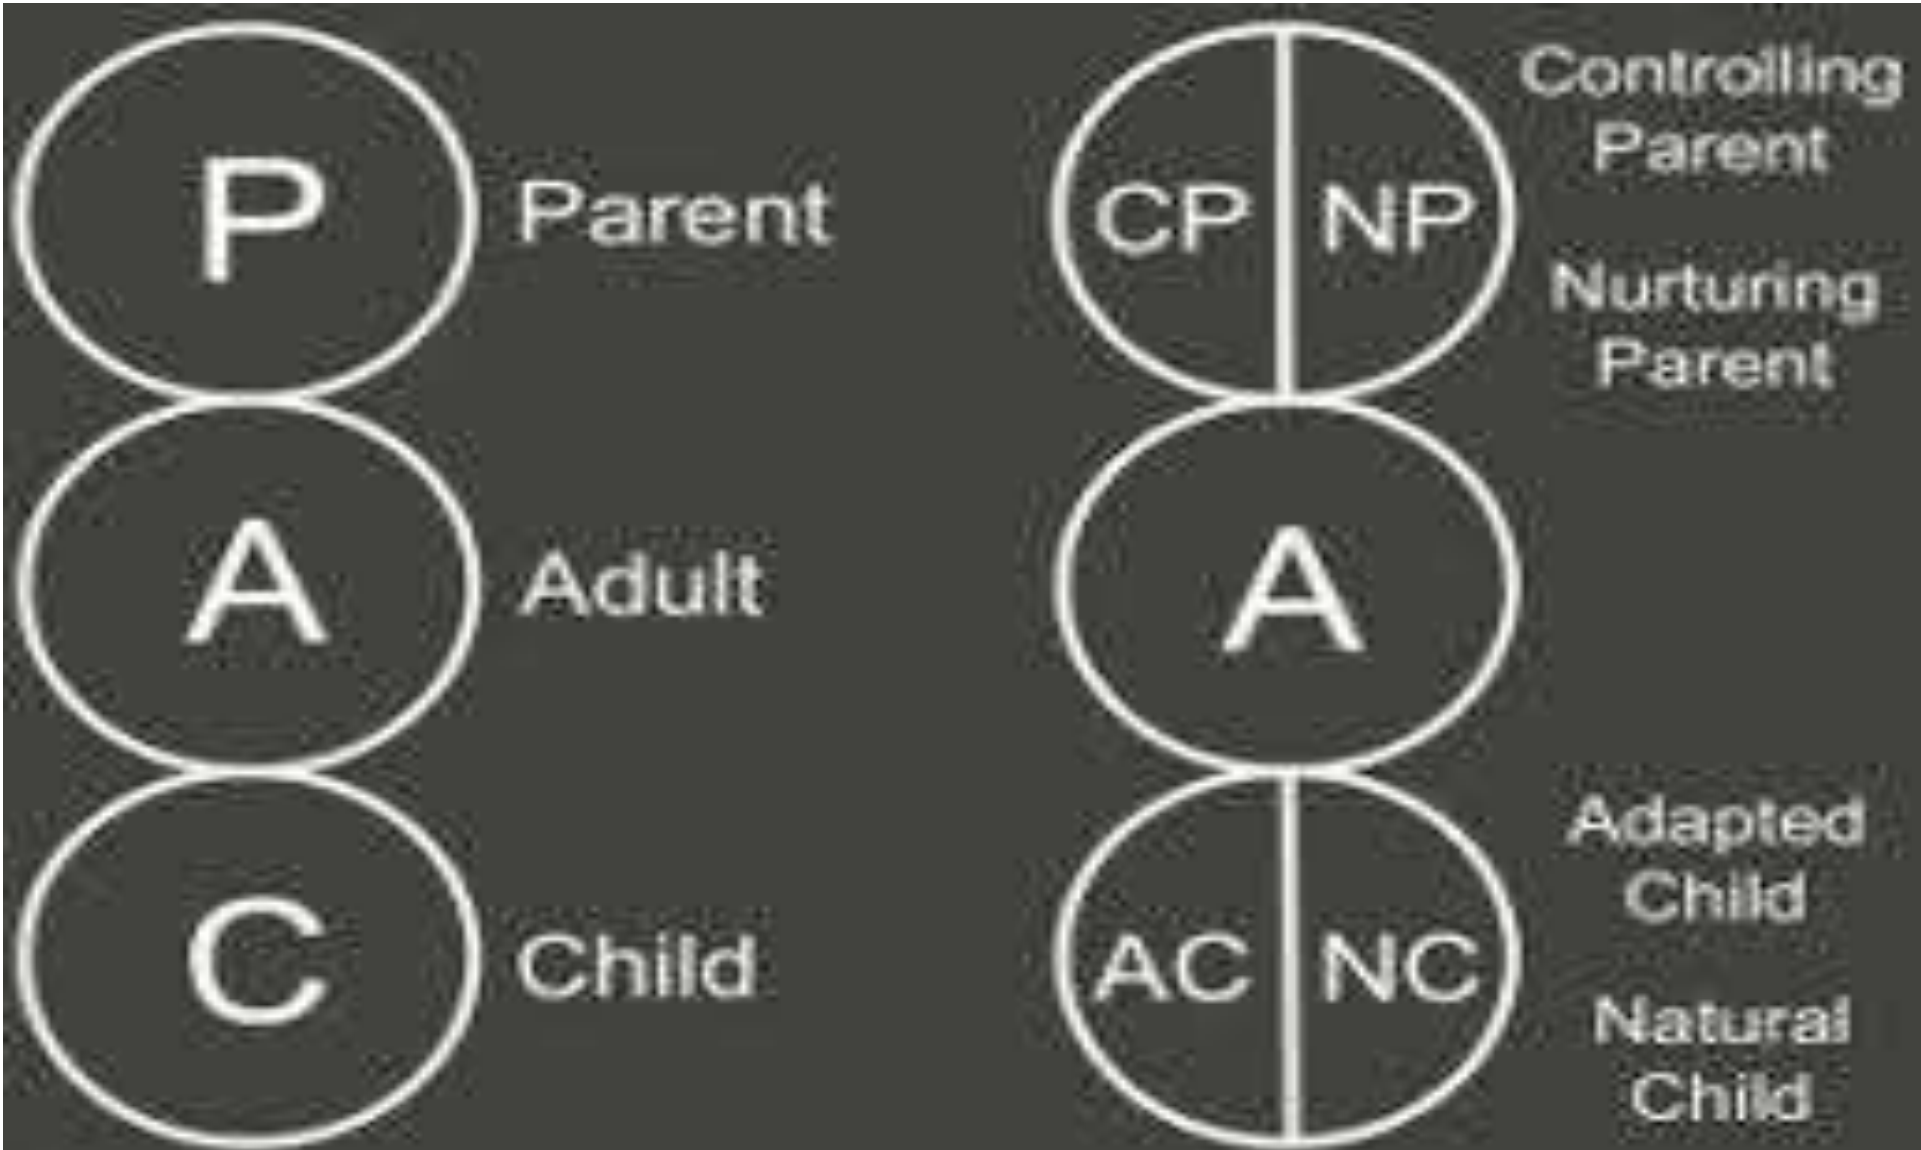 P
Parent
A
Adult
C
Child
CP
NP
Controlling
Parent
Nurturing
Parent
A
AC
NC
Adapted
Child
Natural
Child